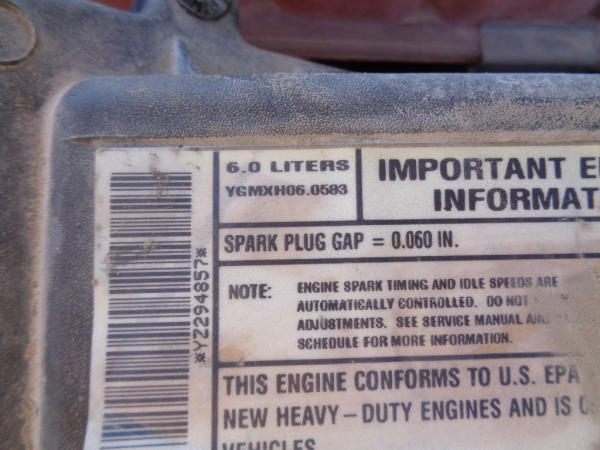 6.0 LITERS
YGMXH06.0583
IMPORTANT
INFORMAT
SPARK PLUG GAP = 0.060 IN.
*YZ294857*
NOTE: ENGINE SPARK TIMING AND IDLE SPEEDS ARE
AUTOMATICALLY CONTROLLED. DO NOT
ADJUSTMENTS. SEE SERVICE MANUAL
SCHEDULE FOR MORE INFORMATION.
THIS ENGINE CONFORMS TO U.S. EPA
NEW HEAVY-DUTY ENGINES AND IS
VEHICLES